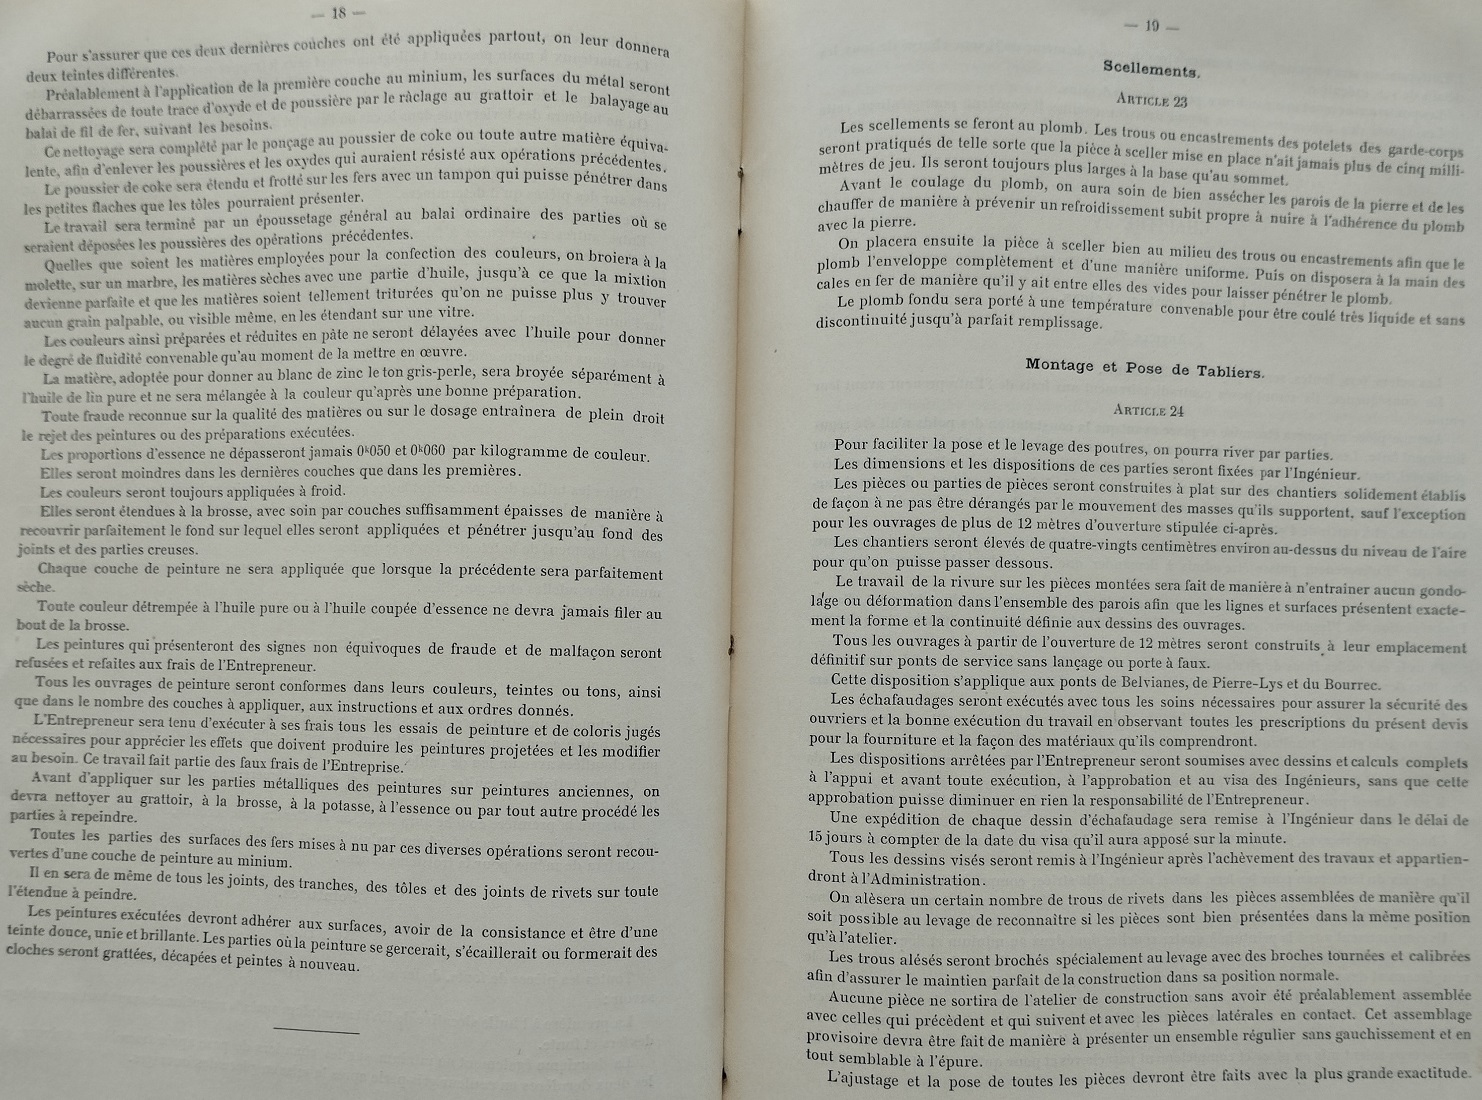 — 18 —
Pour s'assurer que ces deux dernières couches ont été appliquées partout, on leur donnera
deux teintes différentes.
Préalablement à l'application de la première couche au minium, les surfaces du métal seront
débarrassées de toute trace d'oxyde et de poussière par le râclage au grattoir et le balayage au
balai de fil de fer, suivant les besoins.
Ce nettoyage sera complété par le ponçage au poussier de coke ou toute autre matière équiva-
lente, afin d'enlever les poussières et les oxydes qui auraient résisté aux opérations précédentes.
Le poussier de coke sera étendu et frotté sur les fers avec un tampon qui puisse pénétrer dans
les petites flaches que les tôles pourraient présenter.
Le travail sera terminé par un époussetage général au balai ordinaire des parties où se
seraient déposées les poussières des opérations précédentes.
Quelles que soient les matières employées pour la confection des couleurs, on broiera à la
molette, sur un marbre, les matières sèches avec une partie d'huile, jusqu'à ce que la mixtion
devienne parfaite et que les matières soient tellement triturées qu'on ne puisse plus y trouver
aucun grain palpable, ou visible même, en les étendant sur une vitre.
Les couleurs ainsi préparées et réduites en pâte ne seront délayées avec l'huile pour donner
le degré de fluidité convenable qu'au moment de la mettre en œuvre.
La matière, adoptée pour donner au blanc de zinc le ton gris-perle, sera broyée séparément à
l'huile de lin pure et ne sera mélangée à la couleur qu'après une bonne préparation.
Toute fraude reconnue sur la qualité des matières ou sur le dosage entraînera de plein droit
le rejet des peintures ou des préparations exécutées.
Les proportions d'essence ne dépasseront jamais 0ᵏ050 et 0ᵏ060 par kilogramme de couleur.
Elles seront moindres dans les dernières couches que dans les premières.
Les couleurs seront toujours appliquées à froid.
Elles seront étendues à la brosse, avec soin par couches suffisamment épaisses de manière à
recouvrir parfaitement le fond sur lequel elles seront appliquées et pénétrer jusqu'au fond des
joints et des parties creuses.
Chaque couche de peinture ne sera appliquée que lorsque la précédente sera parfaitement
sèche.
Toute couleur détrempée à l'huile pure ou à l'huile coupée d'essence ne devra jamais filer au
bout de la brosse.
Les peintures qui présenteront des signes non équivoques de fraude et de malfaçon seront
refusées et refaites aux frais de l'Entrepreneur.
Tous les ouvrages de peinture seront conformes dans leurs couleurs, teintes ou tons, ainsi
que dans le nombre des couches à appliquer, aux instructions et aux ordres donnés.
L'Entrepreneur sera tenu d'exécuter à ses frais tous les essais de peinture et de coloris jugés
nécessaires pour apprécier les effets que doivent produire les peintures projetées et les modifier
au besoin. Ce travail fait partie des faux frais de l'Entreprise.
Avant d'appliquer sur les parties métalliques des peintures sur peintures anciennes, on
devra nettoyer au grattoir, à la brosse, à la potasse, à l'essence ou par tout autre procédé les
parties à repeindre.
Toutes les parties des surfaces des fers mises à nu par ces diverses opérations seront recou-
vertes d'une couche de peinture au minium.
Il en sera de même de tous les joints, des tranches, des tôles et des joints de rivets sur toute
l'étendue à peindre.
Les peintures exécutées devront adhérer aux surfaces, avoir de la consistance et être d'une
teinte douce, unie et brillante. Les parties où la peinture se gercerait, s'écaillerait ou formerait des
cloches seront grattées, décapées et peintes à nouveau.
— 19 —
Scellements.
ARTICLE 23
Les scellements se feront au plomb. Les trous ou encastrements des potelets des garde-corps
seront pratiqués de telle sorte que la pièce à sceller mise en place n'ait jamais plus de cinq milli-
mètres de jeu. Ils seront toujours plus larges à la base qu'au sommet.
Avant le coulage du plomb, on aura soin de bien assécher les parois de la pierre et de les
chauffer de manière à prévenir un refroidissement subit propre à nuire à l'adhérence du plomb
avec la pierre.
On placera ensuite la pièce à sceller bien au milieu des trous ou encastrements afin que le
plomb l'enveloppe complètement et d'une manière uniforme. Puis on disposera à la main des
cales en fer de manière qu'il y ait entre elles des vides pour laisser pénétrer le plomb.
Le plomb fondu sera porté à une température convenable pour être coulé très liquide et sans
discontinuité jusqu'à parfait remplissage.
Montage et Pose de Tabliers.
ARTICLE 24
Pour faciliter la pose et le levage des poutres, on pourra river par parties.
Les dimensions et les dispositions de ces parties seront fixées par l'Ingénieur.
Les pièces ou parties de pièces seront construites à plat sur des chantiers solidement établis
de façon à ne pas être dérangés par le mouvement des masses qu'ils supportent, sauf l'exception
pour les ouvrages de plus de 12 mètres d'ouverture stipulée ci-après.
Les chantiers seront élevés de quatre-vingts centimètres environ au-dessus du niveau de l'aire
pour qu'on puisse passer dessous.
Le travail de la rivure sur les pièces montées sera fait de manière à n'entrainer aucun gondo-
lage ou déformation dans l'ensemble des parois afin que les lignes et surfaces présentent exacte-
ment la forme et la continuité définie aux dessins des ouvrages.
Tous les ouvrages à partir de l'ouverture de 12 mètres seront construits à leur emplacement
définitif sur ponts de service sans lançage ou porte à faux.
Cette disposition s'applique aux ponts de Belvianes, de Pierre-Lys et du Bourrec.
Les échafaudages seront exécutés avec tous les soins nécessaires pour assurer la sécurité des
ouvriers et la bonne exécution du travail en observant toutes les prescriptions du présent devis
pour la fourniture et la façon des matériaux qu'ils comprendront.
Les dispositions arrêtées par l'Entrepreneur seront soumises avec dessins et calculs complets
à l'appui et avant toute exécution, à l'approbation et au visa des Ingénieurs, sans que cette
approbation puisse diminuer en rien la responsabilité de l'Entrepreneur.
Une expédition de chaque dessin d'échafaudage sera remise à l'Ingénieur dans le délai de
15 jours à compter de la date du visa qu'il aura apposé sur la minute.
Tous les dessins visés seront remis à l'Ingénieur après l'achèvement des travaux et appartien-
dront à l'Administration.
On alèsera un certain nombre de trous de rivets dans les pièces assemblées de manière qu'il
soit possible au levage de reconnaître si les pièces sont bien présentées dans la même position
qu'à l'atelier.
Les trous alésés seront brochés spécialement au levage avec des broches tournées et calibrées
afin d'assurer le maintien parfait de la construction dans sa position normale.
Aucune pièce ne sortira de l'atelier de construction sans avoir été préalablement assemblée
avec celles qui précèdent et qui suivent et avec les pièces latérales en contact. Cet assemblage
provisoire devra être fait de manière à présenter un ensemble régulier sans gauchissement et en
tout semblable à l'épure.
L'ajustage et la pose de toutes les pièces devront être faits avec la plus grande exactitude.